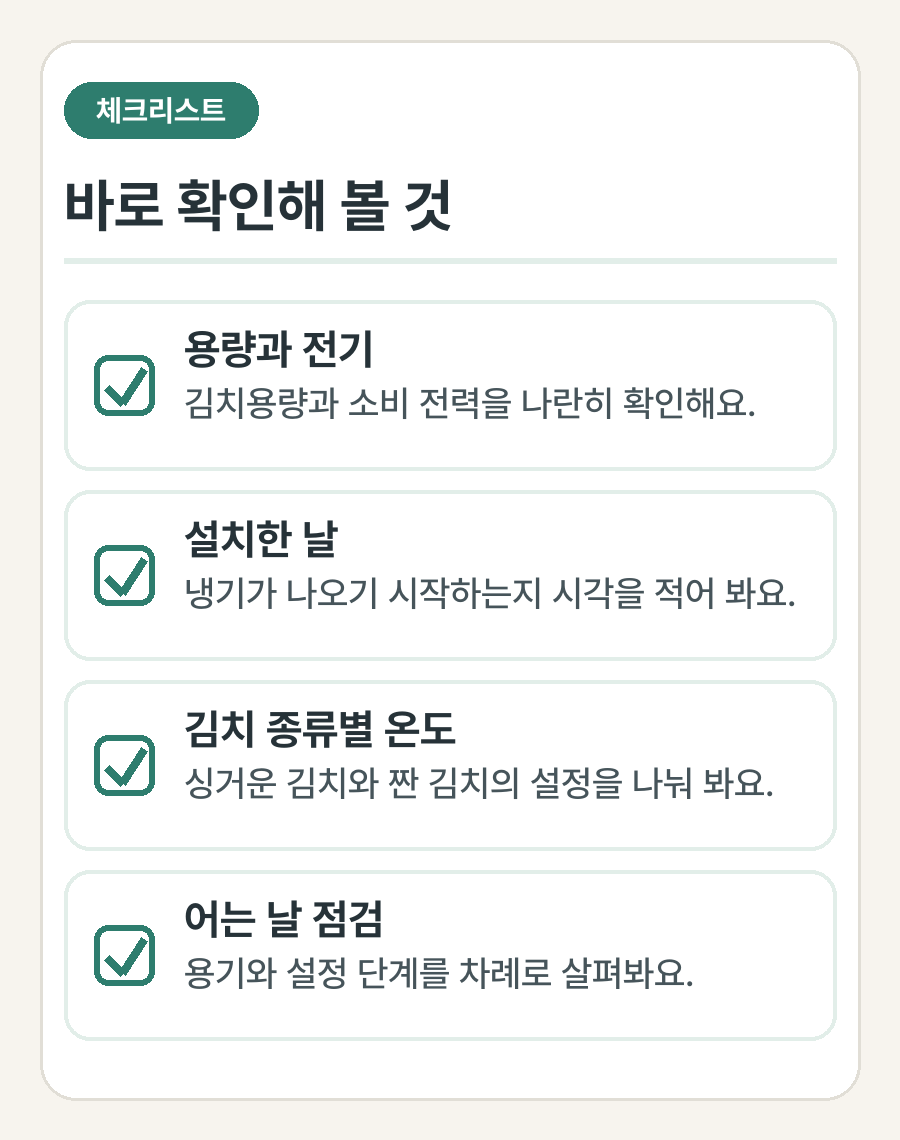 체크리스트
바로 확인해 볼 것
용량과 전기
김치용량과 소비 전력을 나란히 확인해요.
설치한 날
냉기가 나오기 시작하는지 시각을 적어 봐요.
김치 종류별 온도
싱거운 김치와 짠 김치의 설정을 나눠 봐요.
어는 날 점검
용기와 설정 단계를 차례로 살펴봐요.